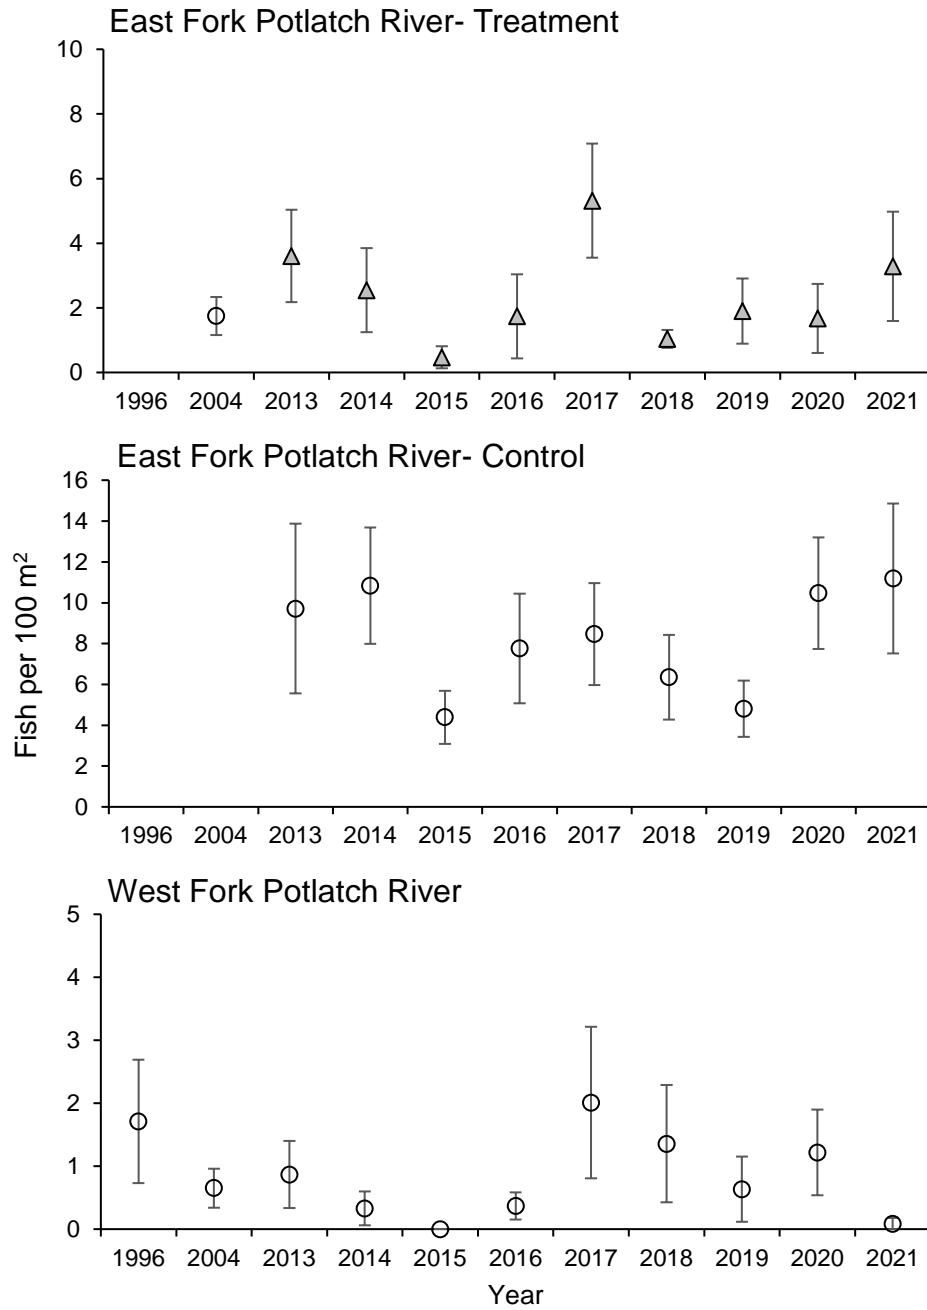 East Fork Potlatch River- Treatment
10
8
6
4
2
0
1996 2004 2013 2014 2015 2016 2017 2018 2019 2020 2021
East Fork Potlatch River- Control
16
14
12
10
8
6
4
2
0
Fish per 100 m²
1996 2004 2013 2014 2015 2016 2017 2018 2019 2020 2021
West Fork Potlatch River
5
4
3
2
1
0
1996 2004 2013 2014 2015 2016 2017 2018 2019 2020 2021
Year